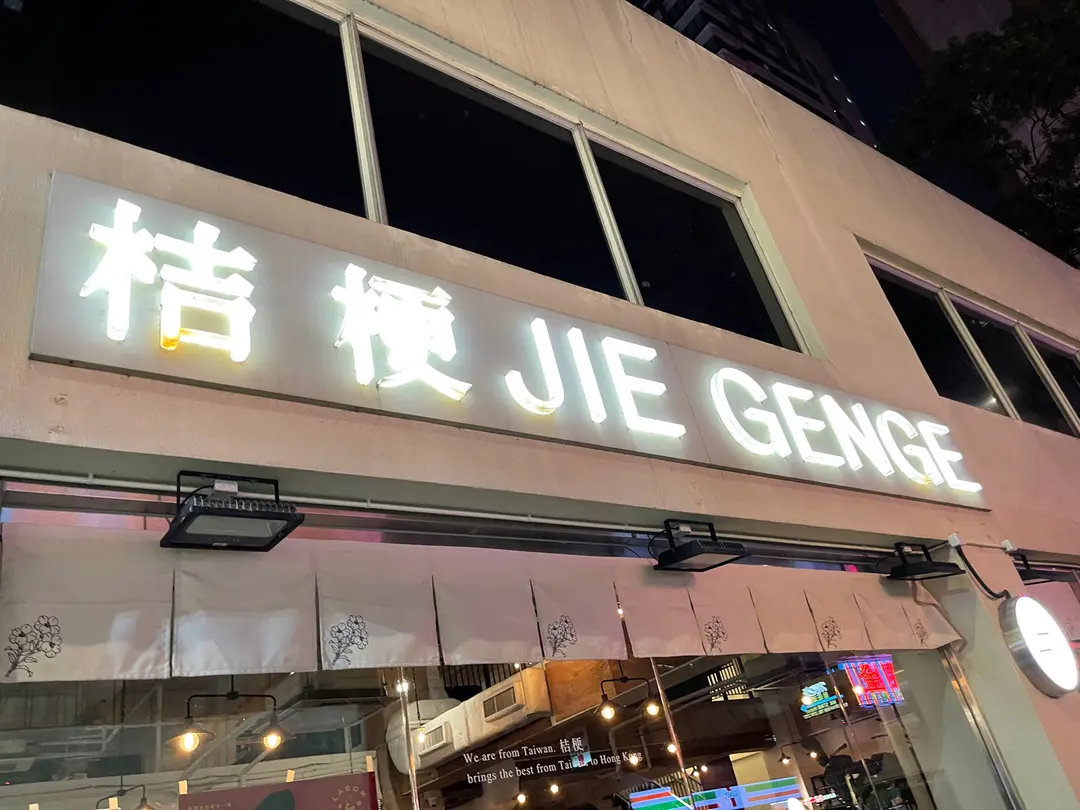 桔梗 JIE GENGE
We are from Taiwan. 桔梗
brings the best from Taiwan to Hong Kong